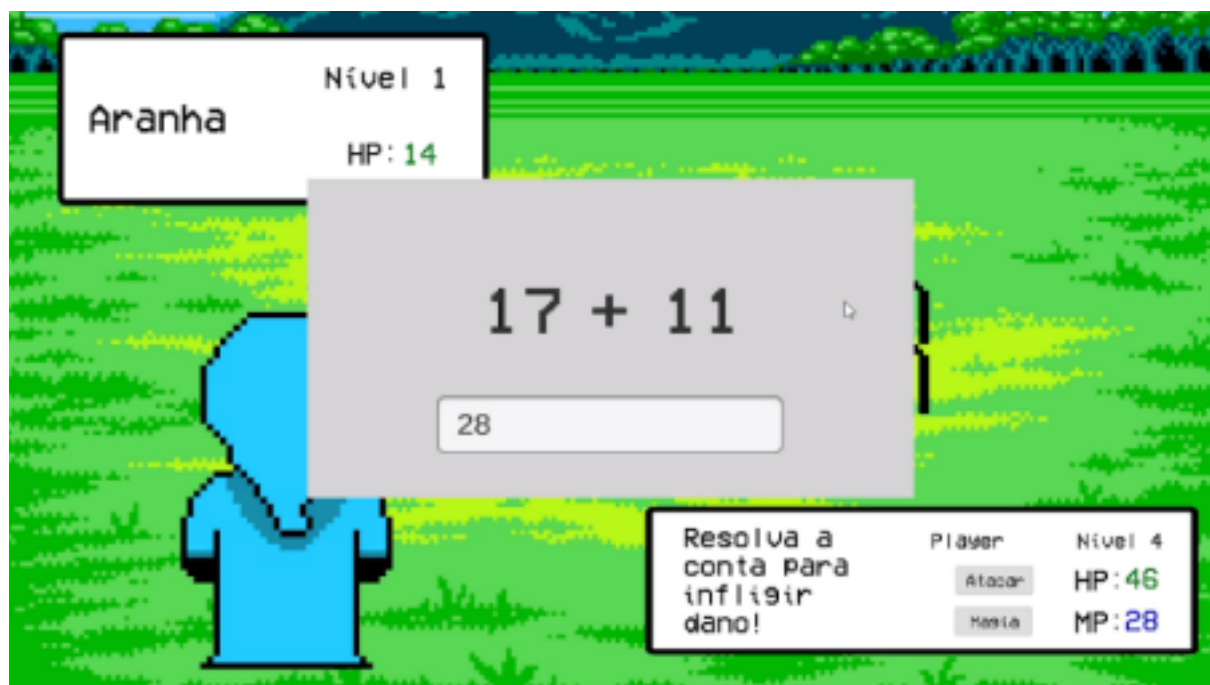 Nível 1
Aranha
HP:14
17 + 11
28
Resolva a
conta para
infligir
dano!
Player
Nível 4
Atacar
HP:46
Magia
MP:28